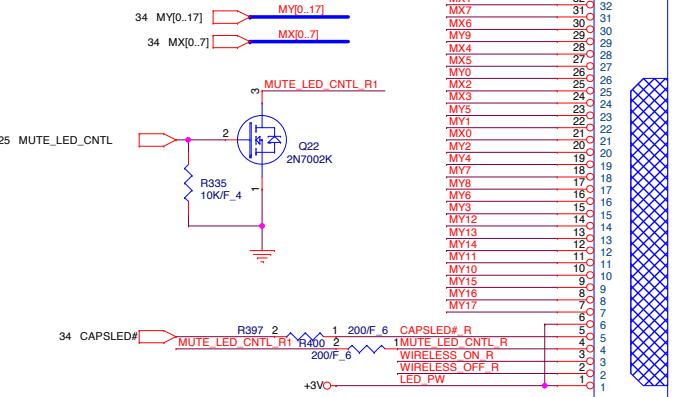 MY[0..17]
34 MY[0..17]
MX[0..7]
34 MX[0..7]
3
MUTE_LED_CNTL_R1
25 MUTE_LED_CNTL
2
Q22
2N7002K
1
R335
10K/F_4
32
MX7 31 31
MX6 30 30
MY9 29 29
MX4 28 28
MX5 27 27
MY0 26 26
MX2 25 25
MX3 24 24
MY5 23 23
MY1 22 22
MX0 21 21
MY2 20 20
MY4 19 19
MY7 18 18
MY8 17 17
MY6 16 16
MY3 15 15
MY12 14 14
MY13 13 13
MY14 12 12
MY11 11 11
MY10 10 10
MY15 9 9
MY16 8 8
MY17 7 7
6 6
34 CAPSLED# R397 2 1 200/F_6 CAPSLED#_R 5 5
MUTE_LED_CNTL_R1 R400 2 1 MUTE_LED_CNTL_R 4 4
200/F_6
WIRELESS_ON_R 3 3
WIRELESS_OFF_R 2 2
+3V LED_PW 1 1